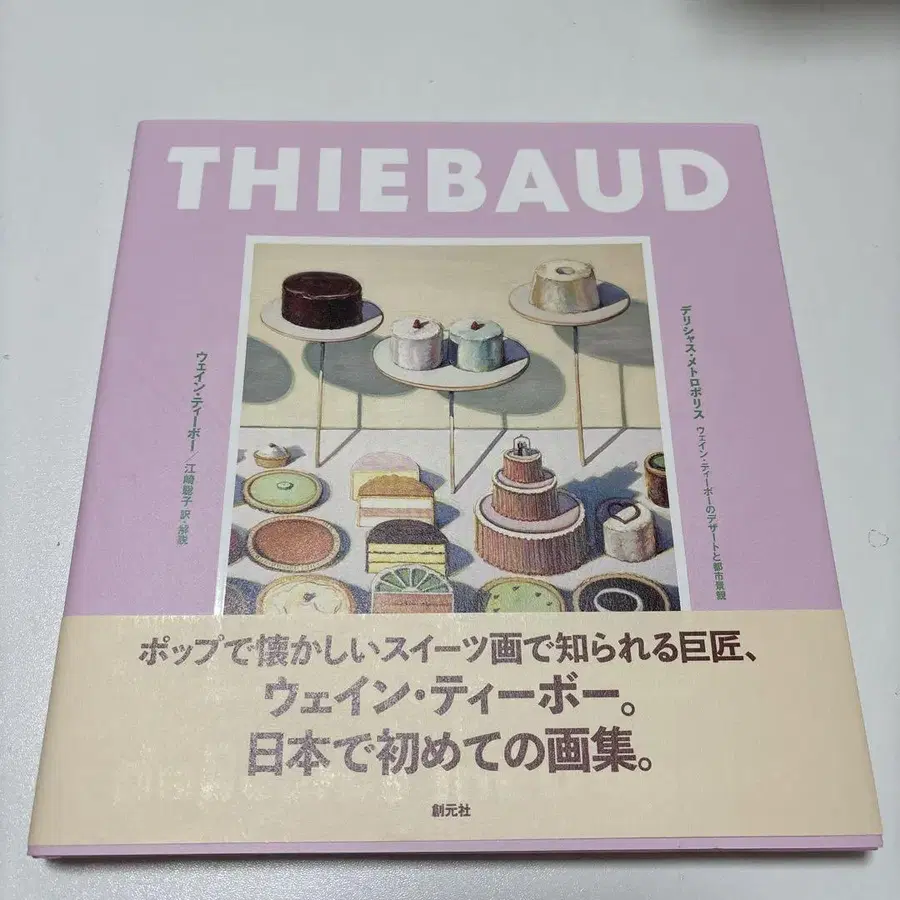 THIEBAUD
デリシャス・メトロポリス ウェイン・ティーボーのデザートと都市景観
ウェイン・ティーボー/江崎聡子 訳・解説
ポップで懐かしいスイーツ画で知られる巨匠、
ウェイン・ティーボー。
日本で初めての画集。
創元社